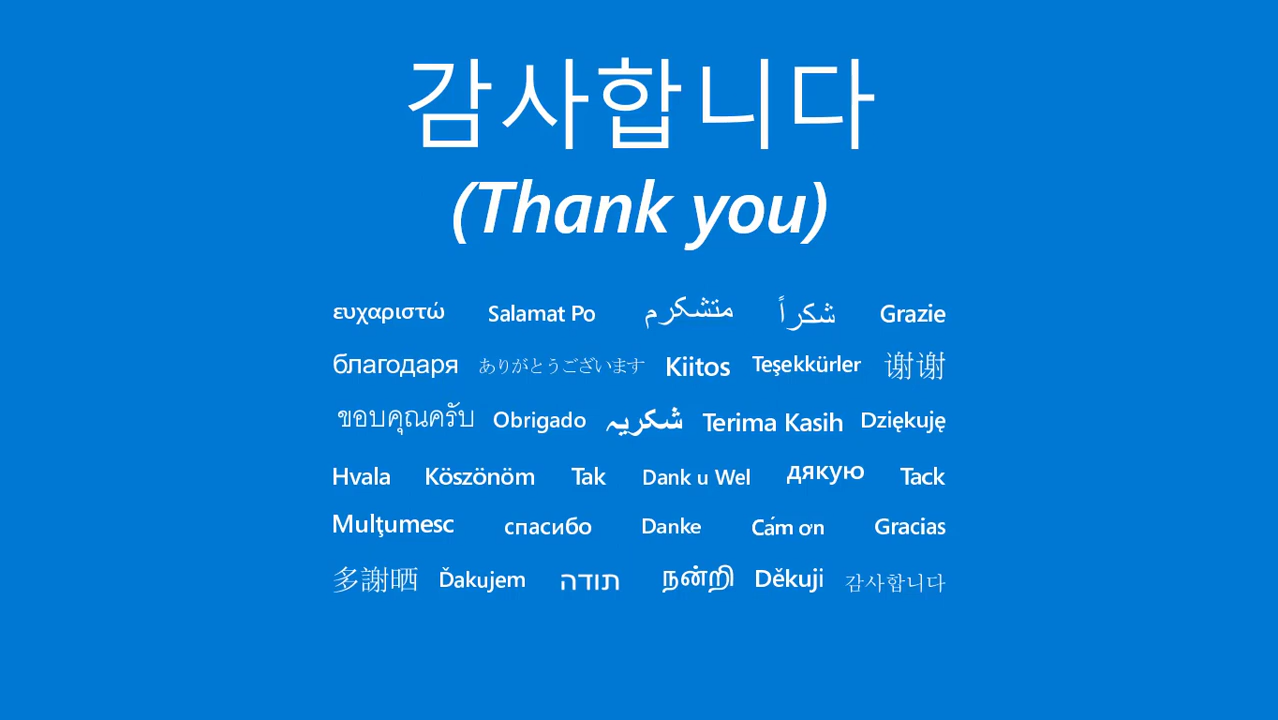 감사합니다
(Thank you)
ευχαριστώ Salamat Po متشکرم شكراً Grazie
благодаря ありがとうございます Kiitos Teşekkürler 谢谢
ขอบคุณครับ Obrigado شکریہ Terima Kasih Dziękuję
Hvala Köszönöm Tak Dank u Wel дякую Tack
Mulţumesc спасибо Danke Cám ơn Gracias
多謝晒 Ďakujem תודה நன்றி Děkuji 감사합니다